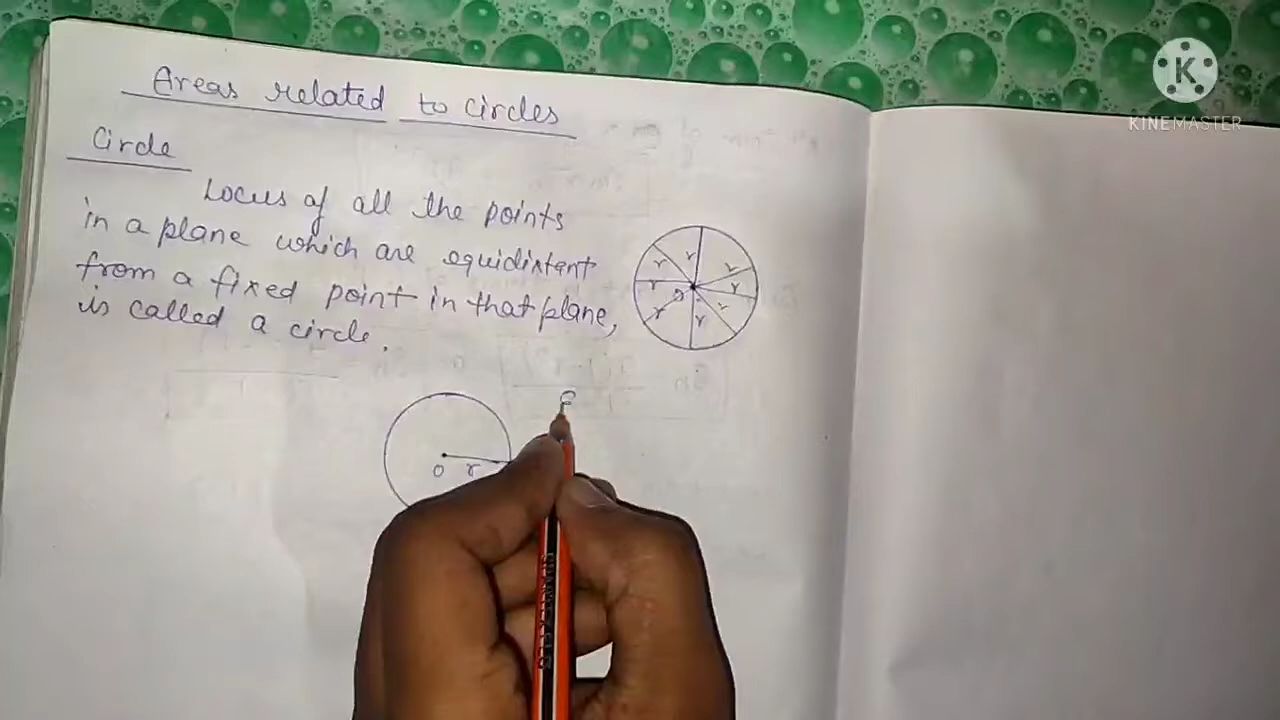 Areas related to circles
Circle
Locus of all the points
in a plane which are equidistant
from a fixed point in that plane,
is called a circle.
r
r
r
r
r
r
r
r
O
r
K
KINEMASTER